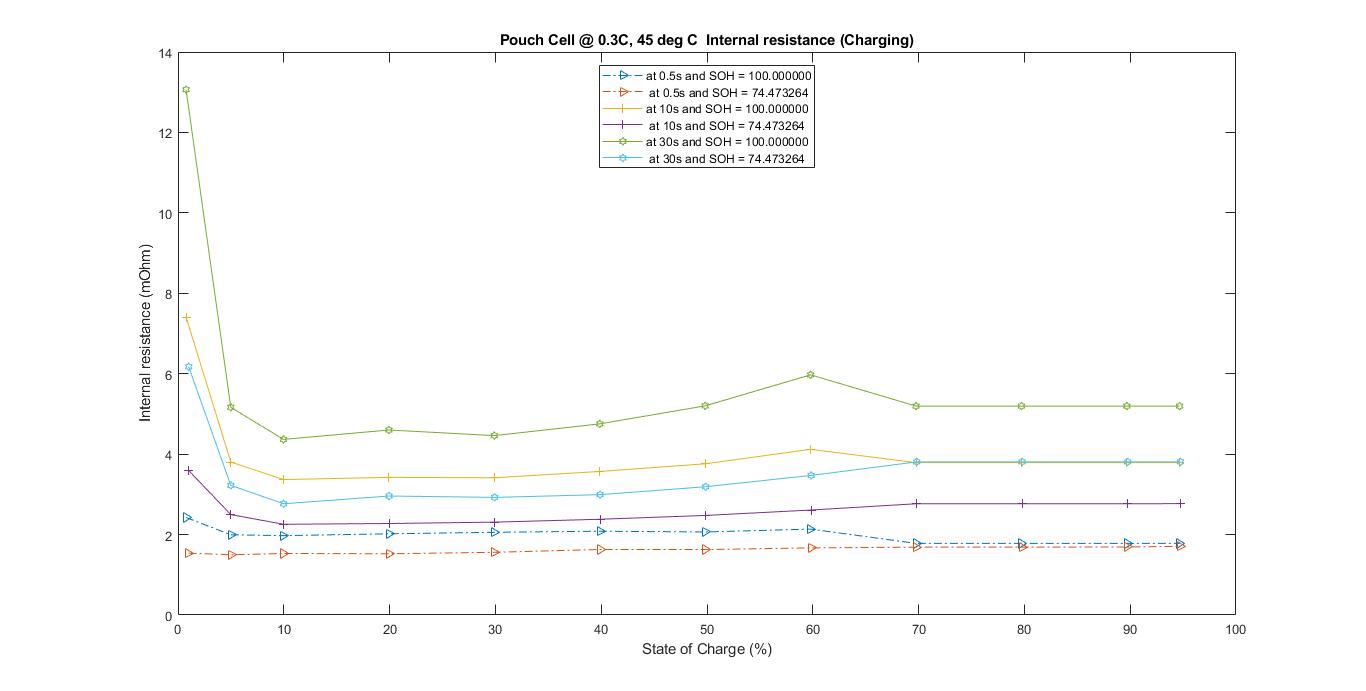 Pouch Cell @ 0.3C, 45 deg C  Internal resistance (Charging)
at 0.5s and SOH = 100.000000
at 0.5s and SOH = 74.473264
at 10s and SOH = 100.000000
at 10s and SOH = 74.473264
at 30s and SOH = 100.000000
at 30s and SOH = 74.473264
14
12
10
8
6
4
2
0
Internal resistance (mOhm)
0 10 20 30 40 50 60 70 80 90 100
State of Charge (%)